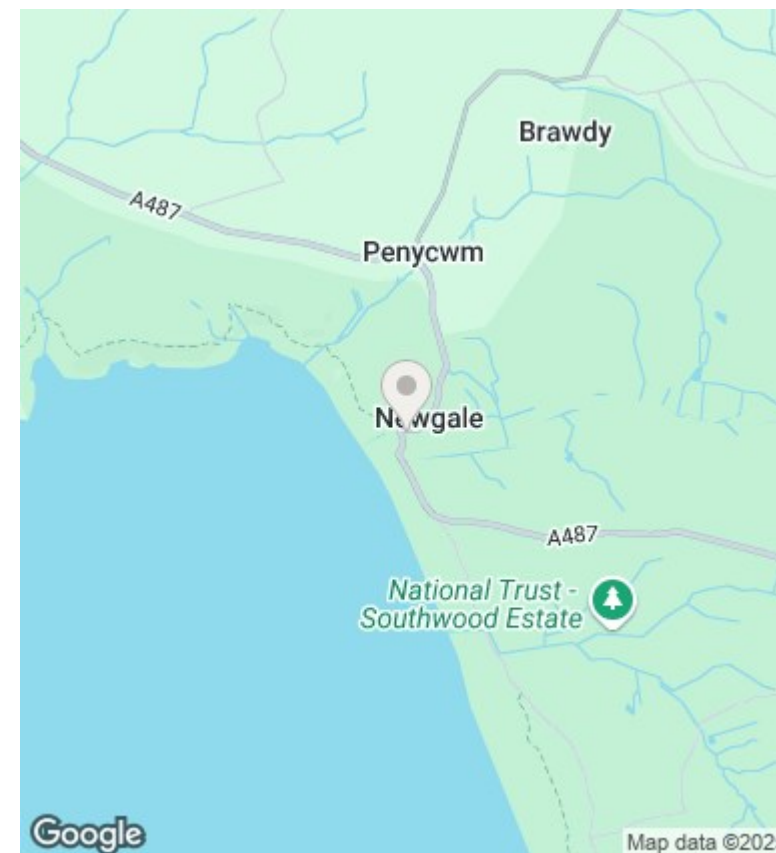 Brawdy
A487
Penycwm
Newgale
A487
National Trust -
Southwood Estate
Google
Map data ©202